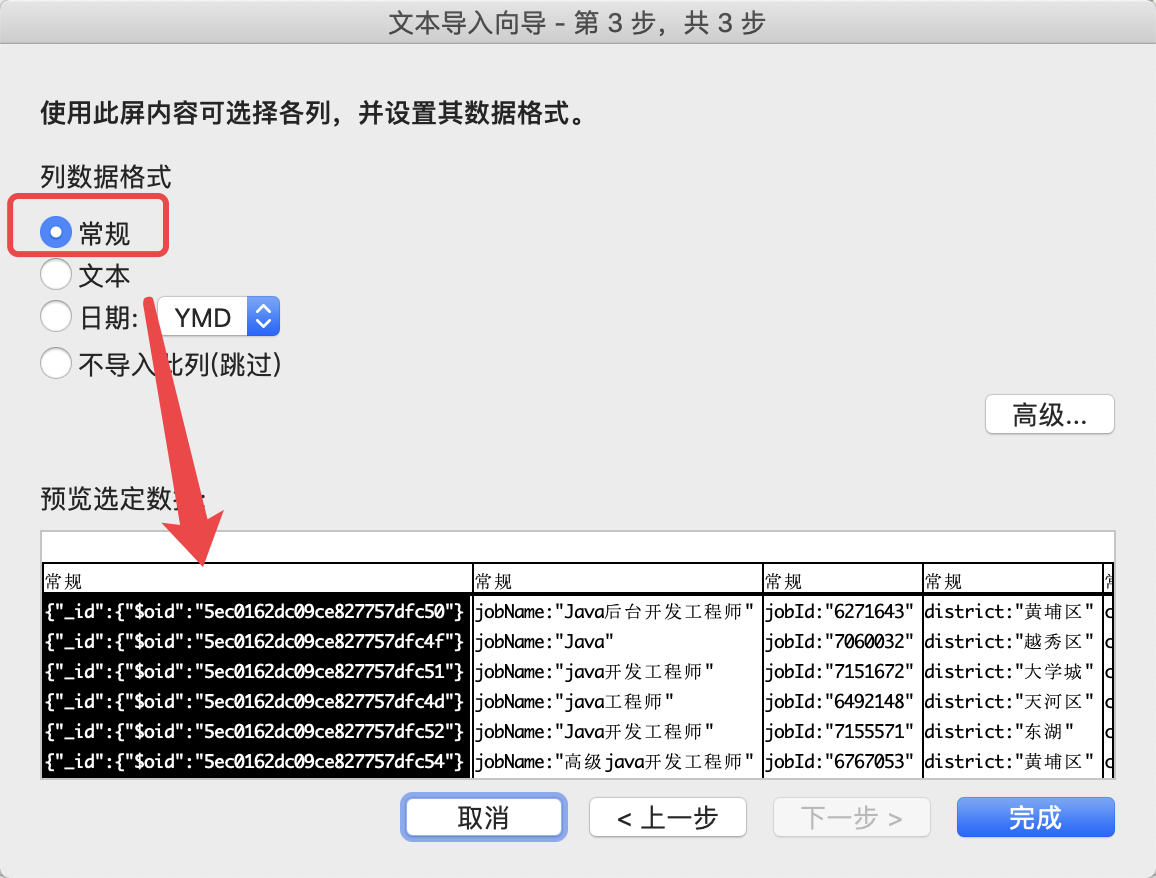 文本导入向导 - 第 3 步，共 3 步
使用此屏内容可选择各列，并设置其数据格式。
列数据格式
常规
文本
日期: YMD
不导入此列(跳过)
高级...
预览选定数据:
常规 常规 常规 常规
{"_id":{"$oid":"5ec0162dc09ce827757dfc50"} jobName:"Java后台开发工程师" jobId:"6271643" district:"黄埔区" c
{"_id":{"$oid":"5ec0162dc09ce827757dfc4f"} jobName:"Java" jobId:"7060032" district:"越秀区" c
{"_id":{"$oid":"5ec0162dc09ce827757dfc51"} jobName:"java开发工程师" jobId:"7151672" district:"大学城" c
{"_id":{"$oid":"5ec0162dc09ce827757dfc4d"} jobName:"java工程师" jobId:"6492148" district:"天河区" c
{"_id":{"$oid":"5ec0162dc09ce827757dfc52"} jobName:"Java开发工程师" jobId:"7155571" district:"东湖" c
{"_id":{"$oid":"5ec0162dc09ce827757dfc54"} jobName:"高级java开发工程师" jobId:"6767053" district:"黄埔区" c
取消 < 上一步 下一步 > 完成